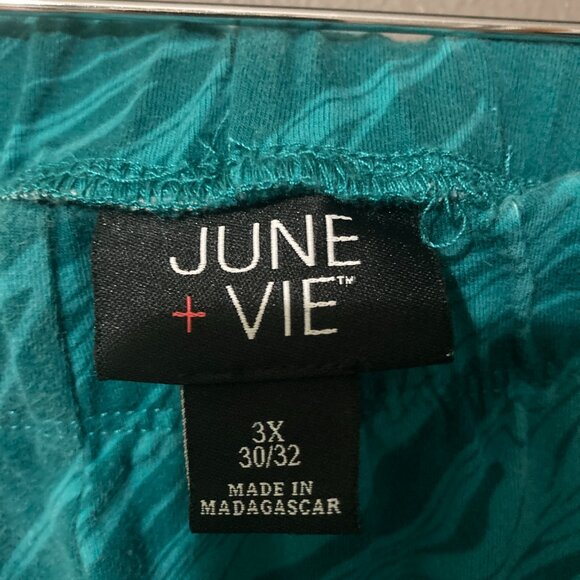 JUNE
+ VIE™
3X
30/32
MADE IN
MADAGASCAR